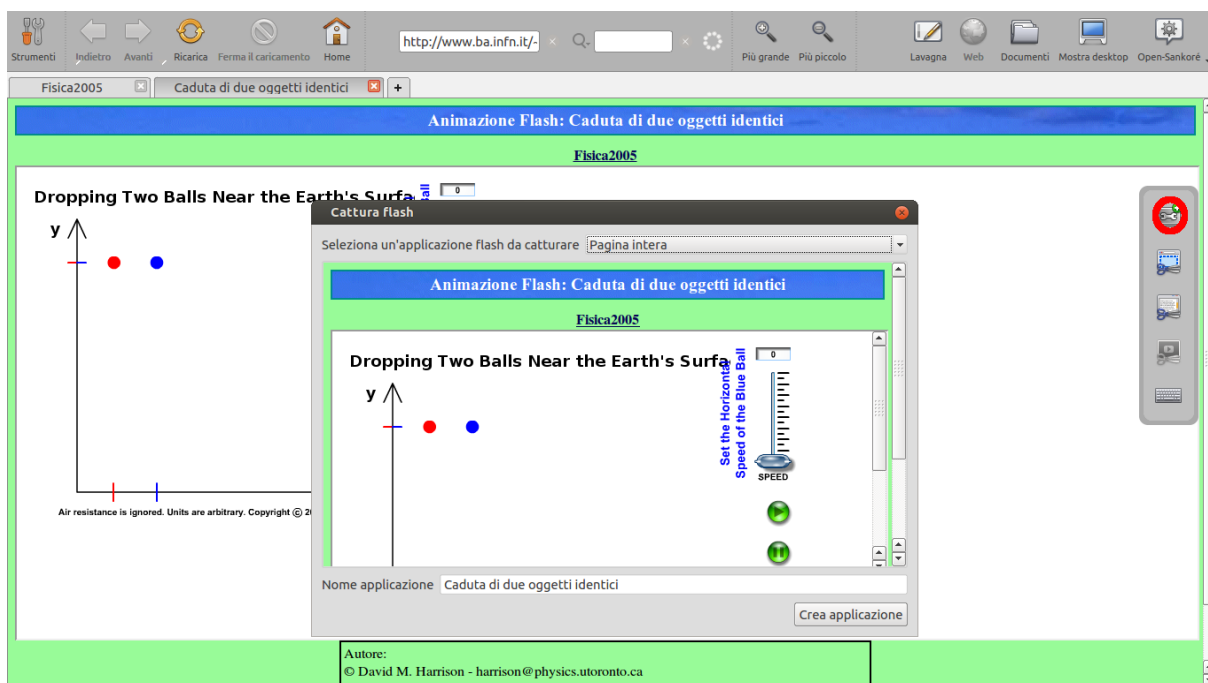 Strumenti Indietro Avanti Ricarica Ferma il caricamento Home http://www.ba.infn.it/- Più grande Più piccolo Lavagna Web Documenti Mostra desktop Open-Sankoré
Fisica2005 Caduta di due oggetti identici +
Animazione Flash: Caduta di due oggetti identici
Fisica2005
Dropping Two Balls Near the Earth's Surfa
0
y
Air resistance is ignored. Units are arbitrary. Copyright ©
Cattura flash
Seleziona un'applicazione flash da catturare Pagina intera
Animazione Flash: Caduta di due oggetti identici
Fisica2005
Dropping Two Balls Near the Earth's Surfa
0
y
Set the Horizontal
Speed of the Blue Ball
SPEED
Nome applicazione Caduta di due oggetti identici
Crea applicazione
Autore:
© David M. Harrison - harrison@physics.utoronto.ca